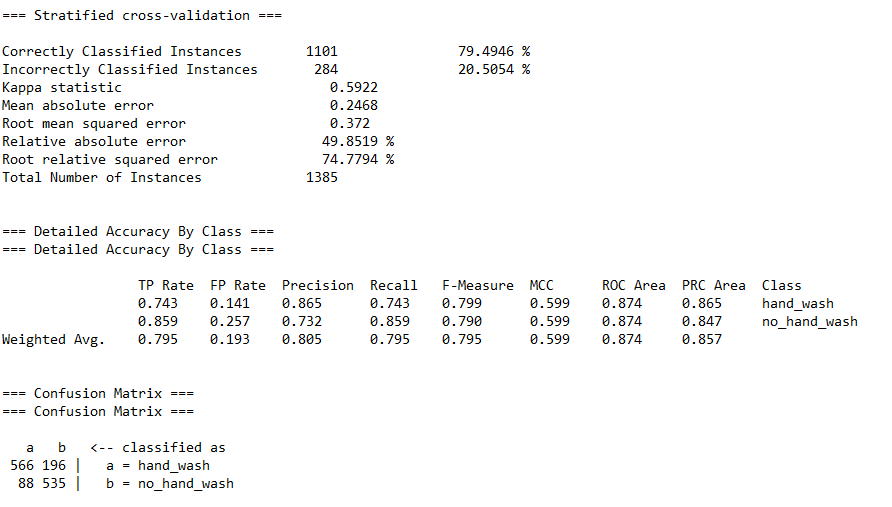 === Stratified cross-validation ===
Correctly Classified Instances 1101 79.4946 %
Incorrectly Classified Instances 284 20.5054 %
Kappa statistic 0.5922
Mean absolute error 0.2468
Root mean squared error 0.372
Relative absolute error 49.8519 %
Root relative squared error 74.7794 %
Total Number of Instances 1385
=== Detailed Accuracy By Class ===
=== Detailed Accuracy By Class ===
TP Rate FP Rate Precision Recall F-Measure MCC ROC Area PRC Area Class
0.743 0.141 0.865 0.743 0.799 0.599 0.874 0.865 hand_wash
0.859 0.257 0.732 0.859 0.790 0.599 0.874 0.847 no_hand_wash
Weighted Avg. 0.795 0.193 0.805 0.795 0.795 0.599 0.874 0.857
=== Confusion Matrix ===
=== Confusion Matrix ===
a b <-- classified as
566 196 | a = hand_wash
88 535 | b = no_hand_wash